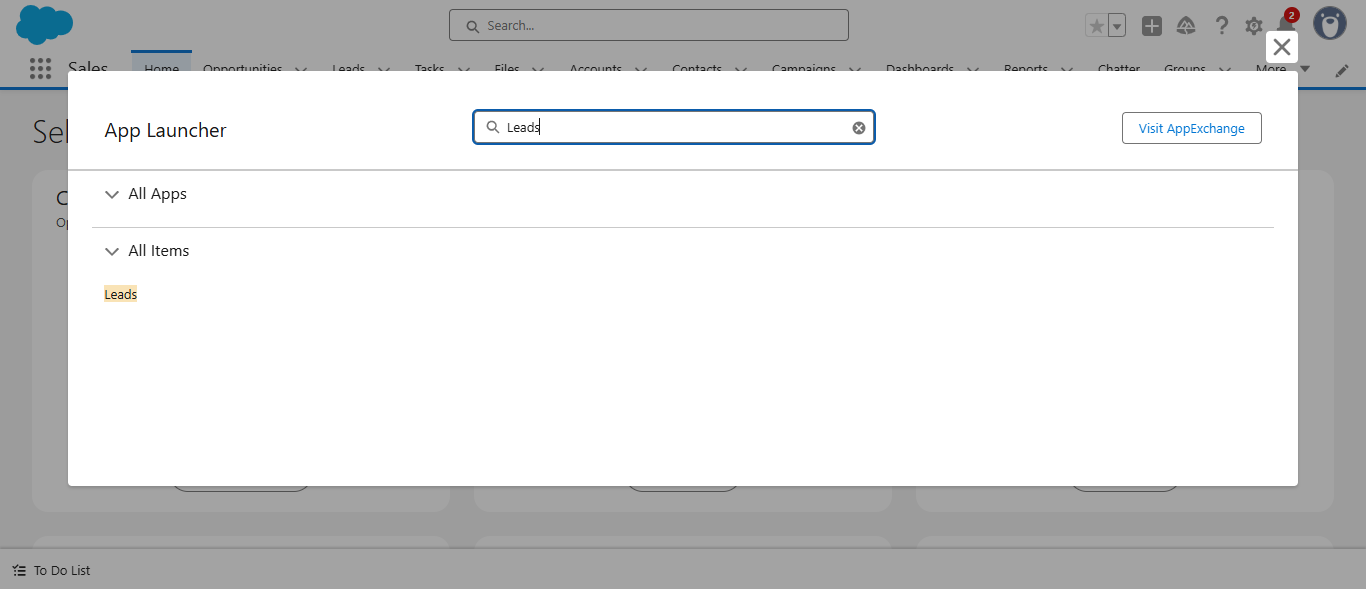 Search...
2
Sales
Home
Opportunities
Leads
Tasks
Files
Accounts
Contacts
Campaigns
Dashboards
Reports
Chatter
Groups
More
App Launcher
Leads
Visit AppExchange
All Apps
All Items
Leads
To Do List